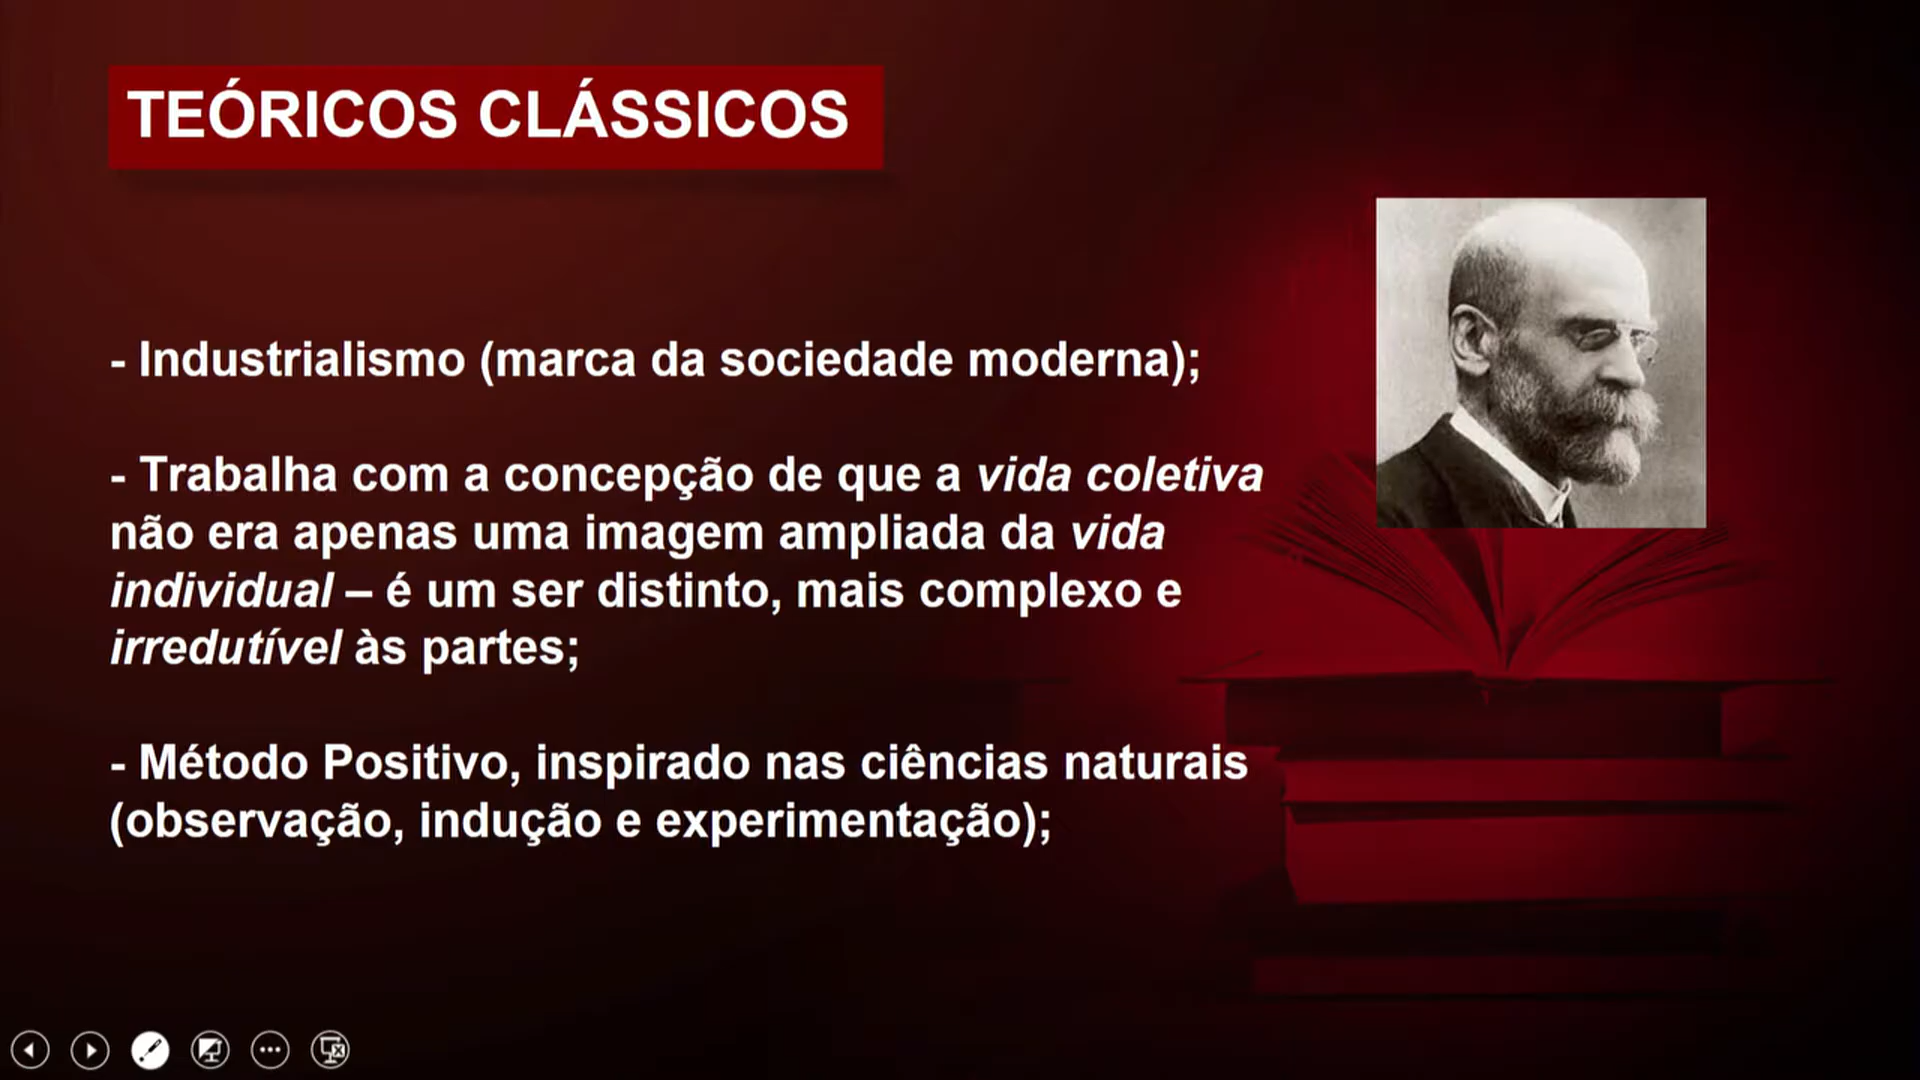 TEÓRICOS CLÁSSICOS
- Industrialismo (marca da sociedade moderna);
- Trabalha com a concepção de que a vida coletiva
não era apenas uma imagem ampliada da vida
individual – é um ser distinto, mais complexo e
irredutível às partes;
- Método Positivo, inspirado nas ciências naturais
(observação, indução e experimentação);